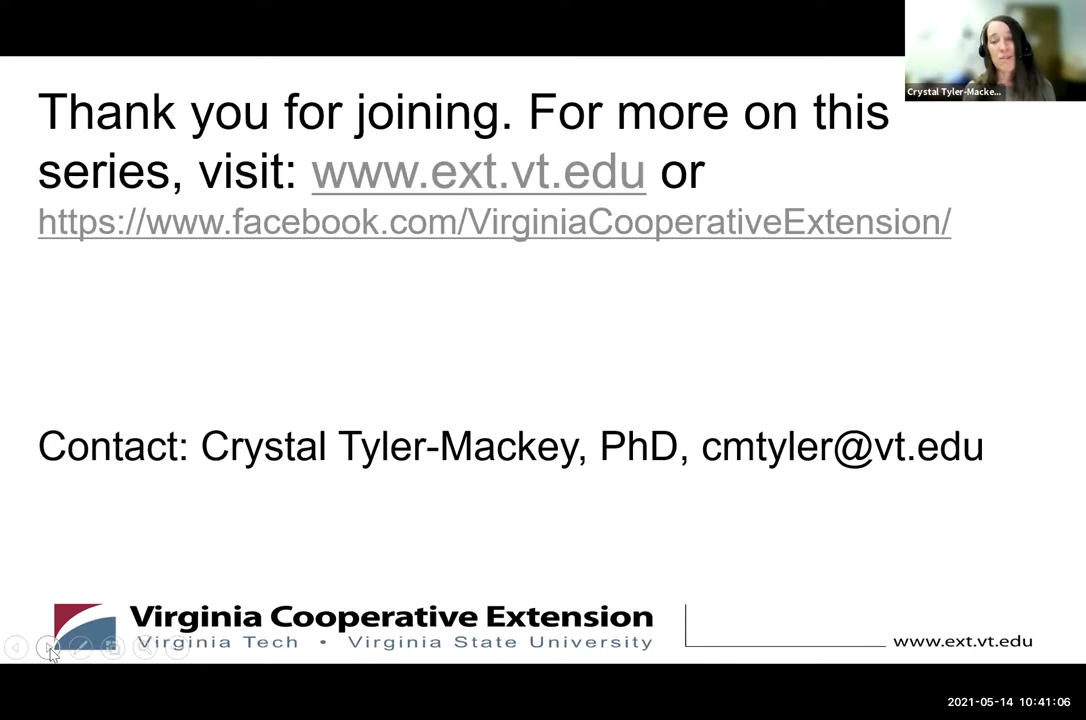 Crystal Tyler-Macke...
Thank you for joining. For more on this
series, visit: www.ext.vt.edu or
https://www.facebook.com/VirginiaCooperativeExtension/
Contact: Crystal Tyler-Mackey, PhD, cmtyler@vt.edu
Virginia Cooperative Extension
Virginia Tech • Virginia State University
www.ext.vt.edu
2021-05-14 10:41:06